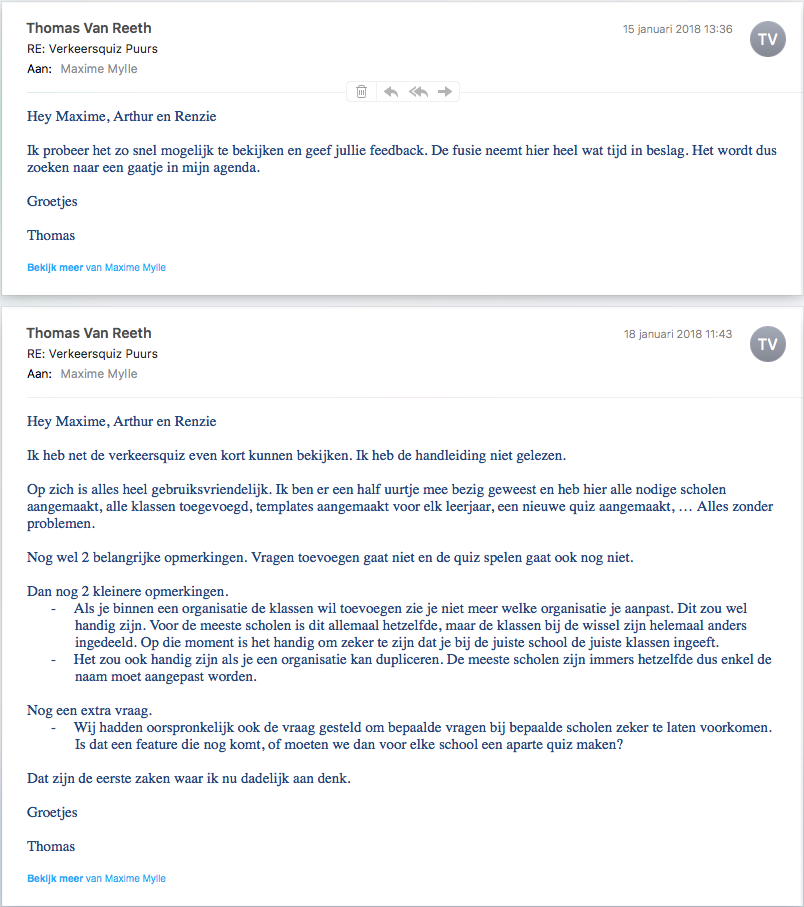 Thomas Van Reeth
15 januari 2018 13:36
TV
RE: Verkeersquiz Puurs
Aan: Maxime Mylle
Hey Maxime, Arthur en Renzie
Ik probeer het zo snel mogelijk te bekijken en geef jullie feedback. De fusie neemt hier heel wat tijd in beslag. Het wordt dus
zoeken naar een gaatje in mijn agenda.
Groetjes
Thomas
Bekijk meer van Maxime Mylle
Thomas Van Reeth
18 januari 2018 11:43
TV
RE: Verkeersquiz Puurs
Aan: Maxime Mylle
Hey Maxime, Arthur en Renzie
Ik heb net de verkeersquiz even kort kunnen bekijken. Ik heb de handleiding niet gelezen.
Op zich is alles heel gebruiksvriendelijk. Ik ben er een half uurtje mee bezig geweest en heb hier alle nodige scholen
aangemaakt, alle klassen toegevoegd, templates aangemaakt voor elk leerjaar, een nieuwe quiz aangemaakt, … Alles zonder
problemen.
Nog wel 2 belangrijke opmerkingen. Vragen toevoegen gaat niet en de quiz spelen gaat ook nog niet.
Dan nog 2 kleinere opmerkingen.
- Als je binnen een organisatie de klassen wil toevoegen zie je niet meer welke organisatie je aanpast. Dit zou wel
handig zijn. Voor de meeste scholen is dit allemaal hetzelfde, maar de klassen bij de wissel zijn helemaal anders
ingedeeld. Op die moment is het handig om zeker te zijn dat je bij de juiste school de juiste klassen ingeeft.
- Het zou ook handig zijn als je een organisatie kan dupliceren. De meeste scholen zijn immers hetzelfde dus enkel de
naam moet aangepast worden.
Nog een extra vraag.
- Wij hadden oorspronkelijk ook de vraag gesteld om bepaalde vragen bij bepaalde scholen zeker te laten voorkomen.
Is dat een feature die nog komt, of moeten we dan voor elke school een aparte quiz maken?
Dat zijn de eerste zaken waar ik nu dadelijk aan denk.
Groetjes
Thomas
Bekijk meer van Maxime Mylle